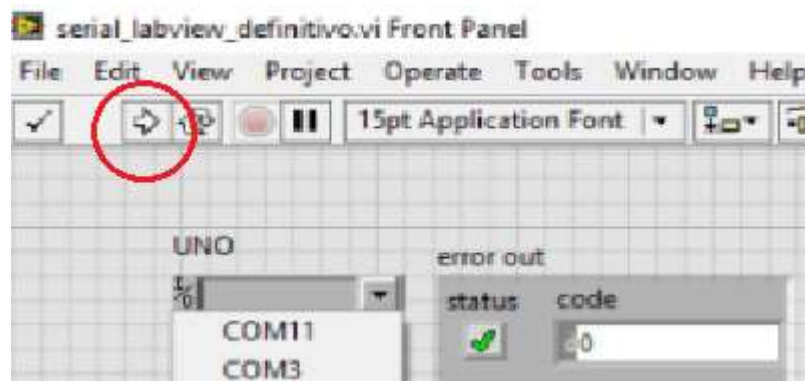 serial_labview_definitivo.vi Front Panel
File Edit View Project Operate Tools Window Help
15pt Application Font
UNO
error out
status code
COM11
0
COM3